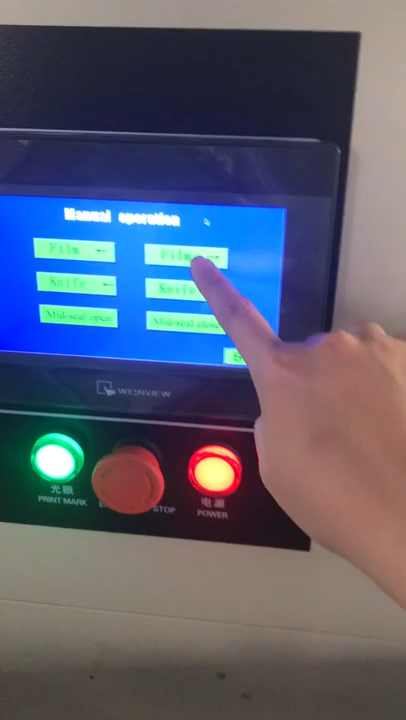 Manual operation
Film ← Film
Knife ← Knife
Mid-seal open Mid-seal close
WEINVIEW
光眼 电源
PRINT MARK STOP POWER